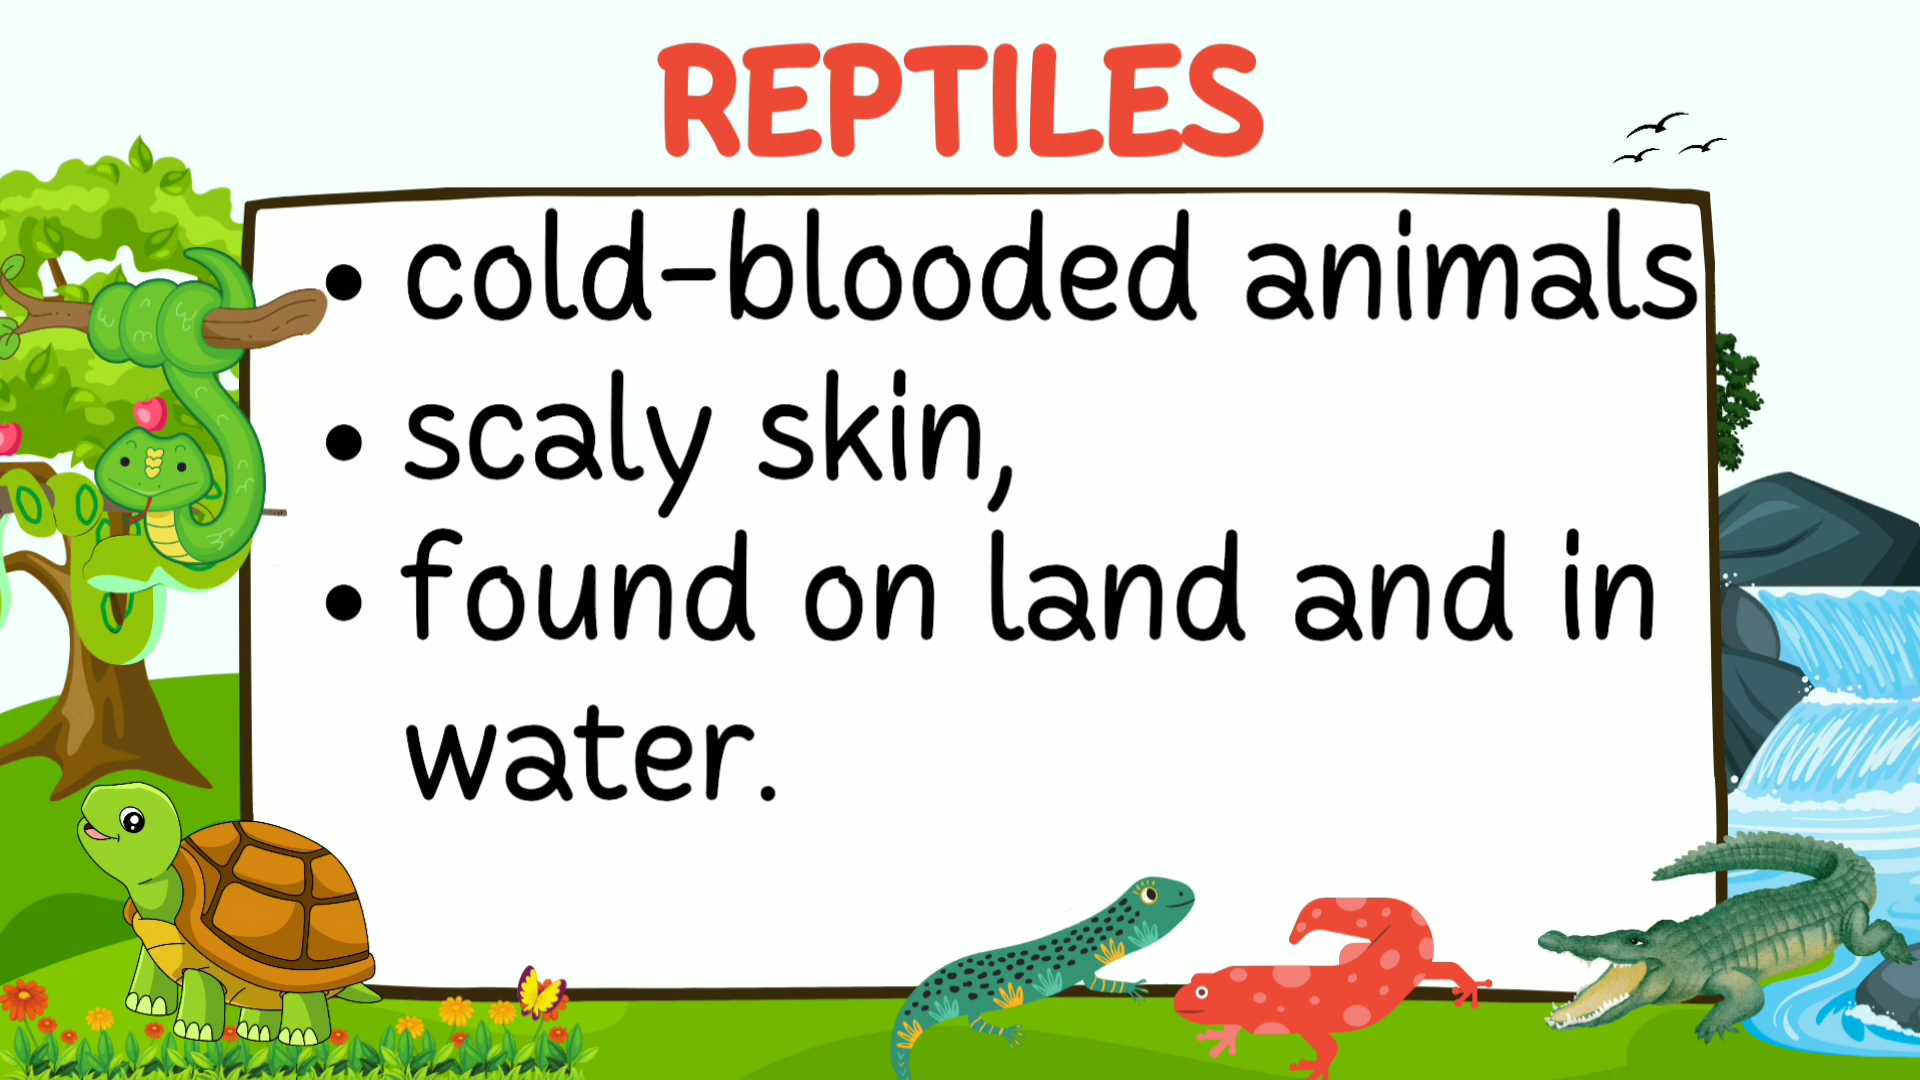 REPTILES
• cold-blooded animals
• scaly skin,
• found on land and in
water.